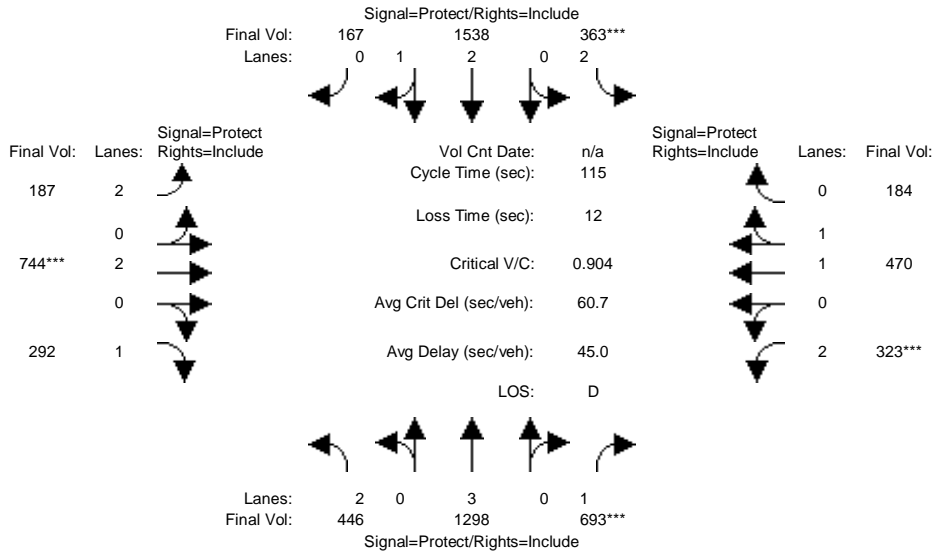 Signal=Protect/Rights=Include
Final Vol: 167 1538 363***
Lanes: 0 1 2 0 2
Signal=Protect
Final Vol: Lanes: Rights=Include
Vol Cnt Date: n/a
Cycle Time (sec): 115
Loss Time (sec): 12
Critical V/C: 0.904
Avg Crit Del (sec/veh): 60.7
Avg Delay (sec/veh): 45.0
LOS: D
Signal=Protect
Rights=Include Lanes: Final Vol:
187 2
0
744*** 2
0
292 1
0 184
1
1 470
0
2 323***
Lanes: 2 0 3 0 1
Final Vol: 446 1298 693***
Signal=Protect/Rights=Include